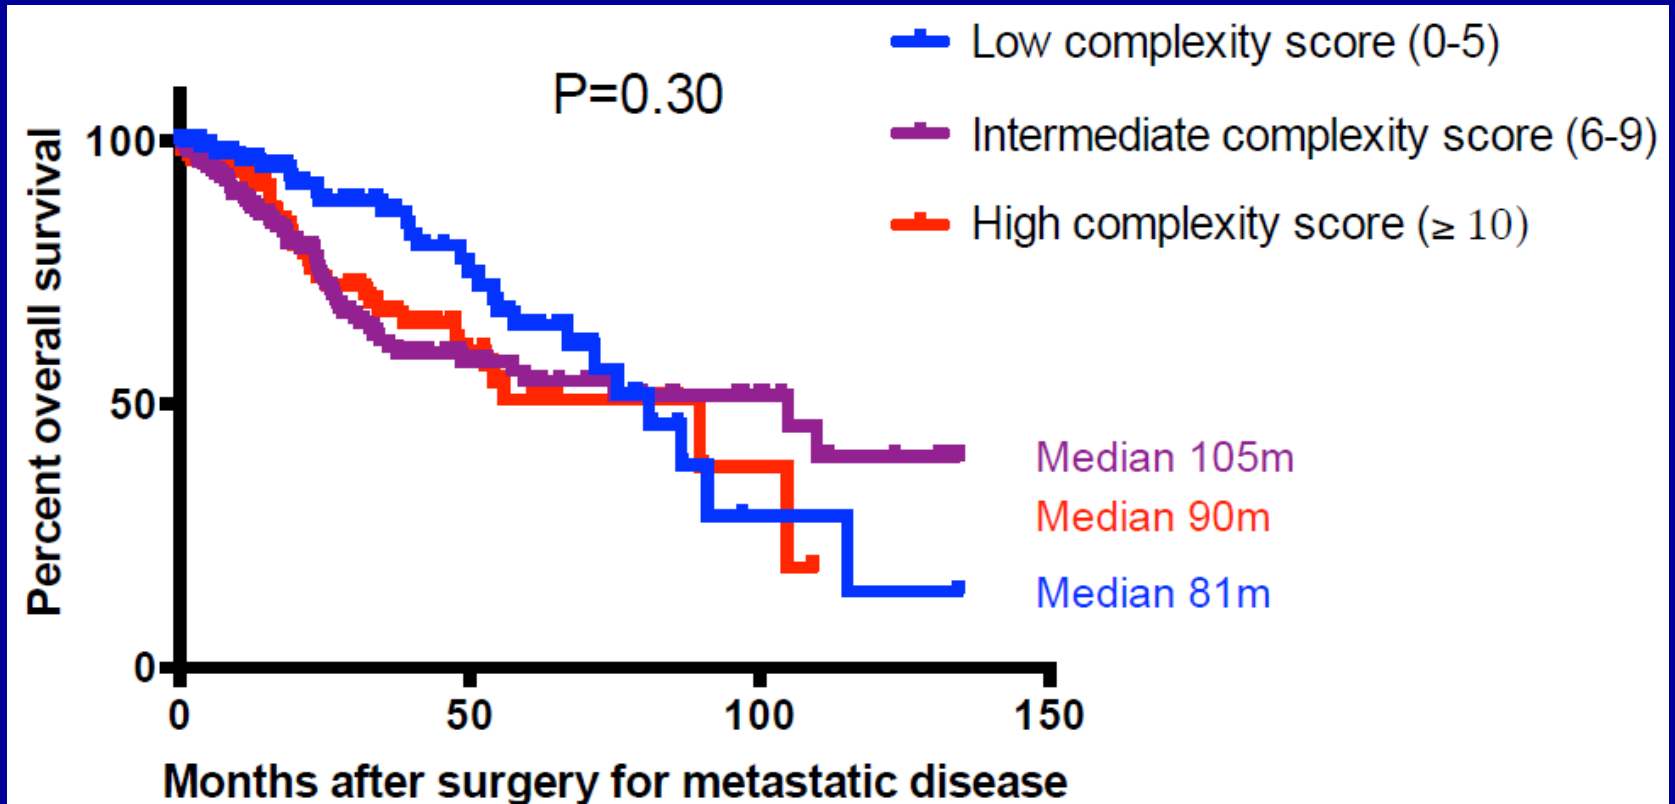 Low complexity score (0-5)
P=0.30
Intermediate complexity score (6-9)
High complexity score (≥ 10)
Percent overall survival
100
50
0
Median 105m
Median 90m
Median 81m
0 50 100 150
Months after surgery for metastatic disease